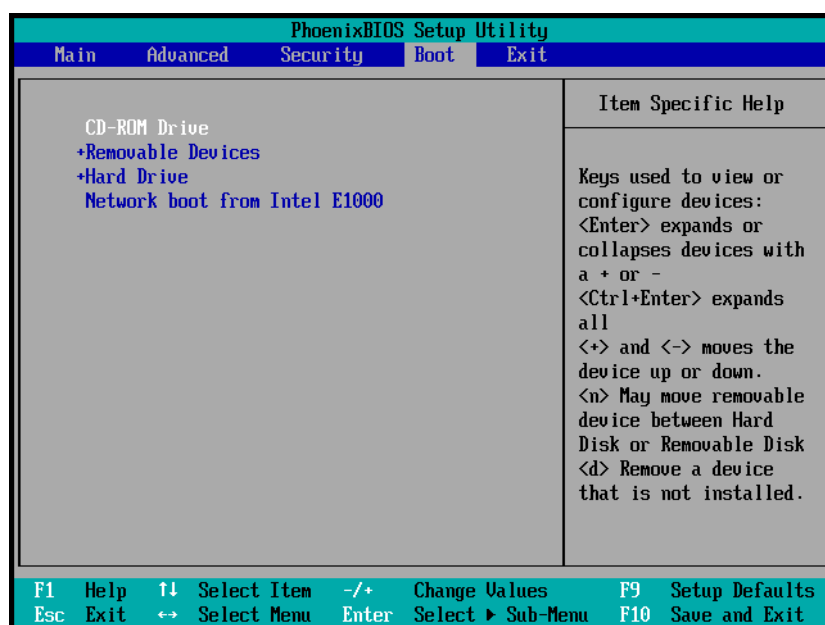 PhoenixBIOS Setup Utility
Main Advanced Security Boot Exit
CD-ROM Drive
+Removable Devices
+Hard Drive
Network boot from Intel E1000
Item Specific Help
Keys used to view or
configure devices:
<Enter> expands or
collapses devices with
a + or -
<Ctrl+Enter> expands
all
<+> and <-> moves the
device up or down.
<n> May move removable
device between Hard
Disk or Removable Disk
<d> Remove a device
that is not installed.
F1 Help ↑↓ Select Item -/+ Change Values F9 Setup Defaults
Esc Exit ↔ Select Menu Enter Select ▶ Sub-Menu F10 Save and Exit